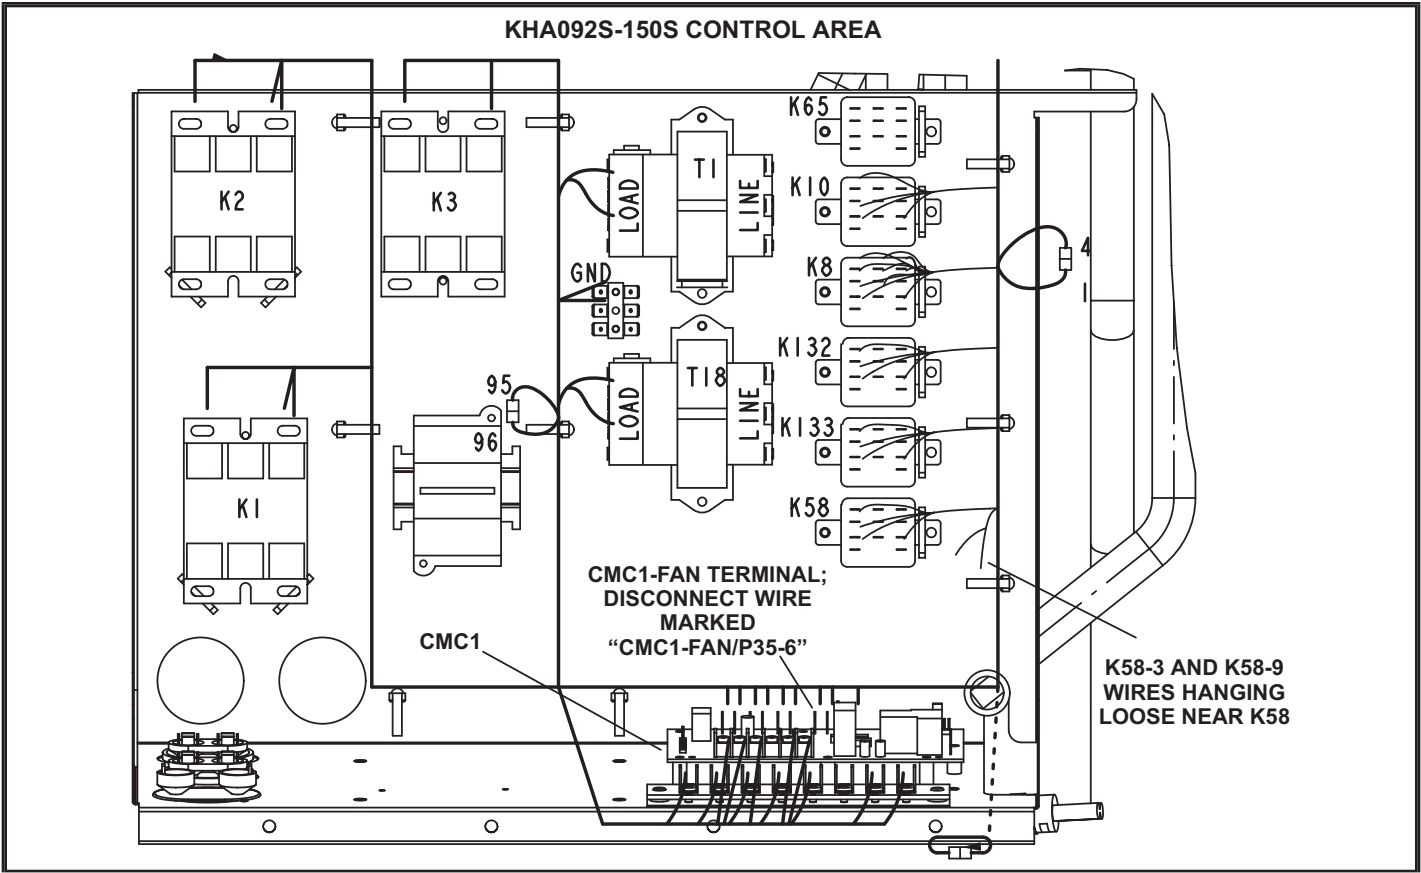 KHA092S-150S CONTROL AREA
K65
K2
K3
LOAD
T1
LINE
K10
GND
K8
4
1
K132
95
LOAD
T18
LINE
96
K133
K1
K58
CMC1-FAN TERMINAL;
DISCONNECT WIRE
MARKED
“CMC1-FAN/P35-6”
CMC1
K58-3 AND K58-9
WIRES HANGING
LOOSE NEAR K58